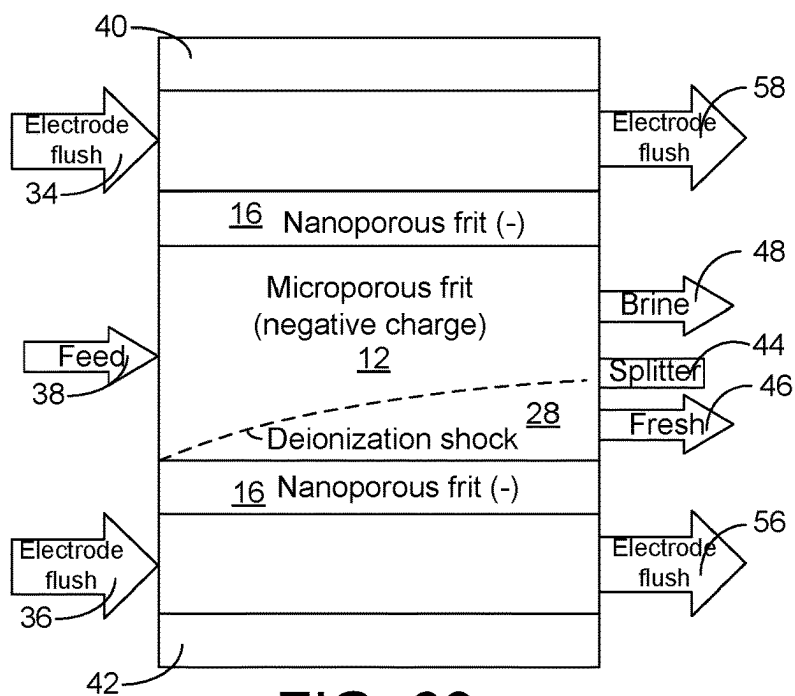 40
Electrode
flush
34
Electrode
flush
58
16 Nanoporous frit (-)
Microporous frit
(negative charge)
12
Feed
38
Brine
48
Splitter
44
Fresh
46
28
Deionization shock
16 Nanoporous frit (-)
Electrode
flush
36
Electrode
flush
56
42